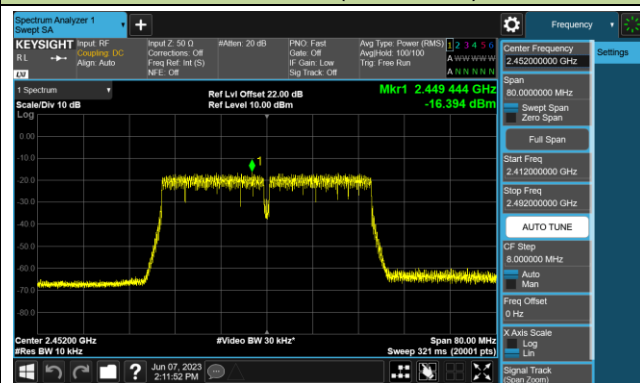 Spectrum Analyzer 1
Swept SA
Frequency
KEYSIGHT
RL
Input: RF
Coupling: DC
Align: Auto
Input Z: 50 Ω
Corrections: Off
Freq Ref: Int (S)
NFE: Off
#Atten: 20 dB
PNO: Fast
Gate: Off
IF Gain: Low
Sig Track: Off
Avg Type: Power (RMS)
Avg|Hold: 100/100
Trig: Free Run
1 2 3 4 5 6
A W W W W W
A N N N N N
LXI
1 Spectrum
Scale/Div 10 dB
Log
Ref Lvl Offset 22.00 dB
Ref Level 10.00 dBm
Mkr1 2.449 444 GHz
-16.394 dBm
1
0.00
-10.0
-20.0
-30.0
-40.0
-50.0
-60.0
-70.0
-80.0
Center 2.45200 GHz
#Res BW 10 kHz
#Video BW 30 kHz*
Span 80.00 MHz
Sweep 321 ms (20001 pts)
Jun 07, 2023
2:11:52 PM
Center Frequency
2.452000000 GHz
Settings
Span
80.0000000 MHz
Swept Span
Zero Span
Full Span
Start Freq
2.412000000 GHz
Stop Freq
2.492000000 GHz
AUTO TUNE
CF Step
8.000000 MHz
Auto
Man
Freq Offset
0 Hz
X Axis Scale
Log
Lin
Signal Track
(Span Zoom)